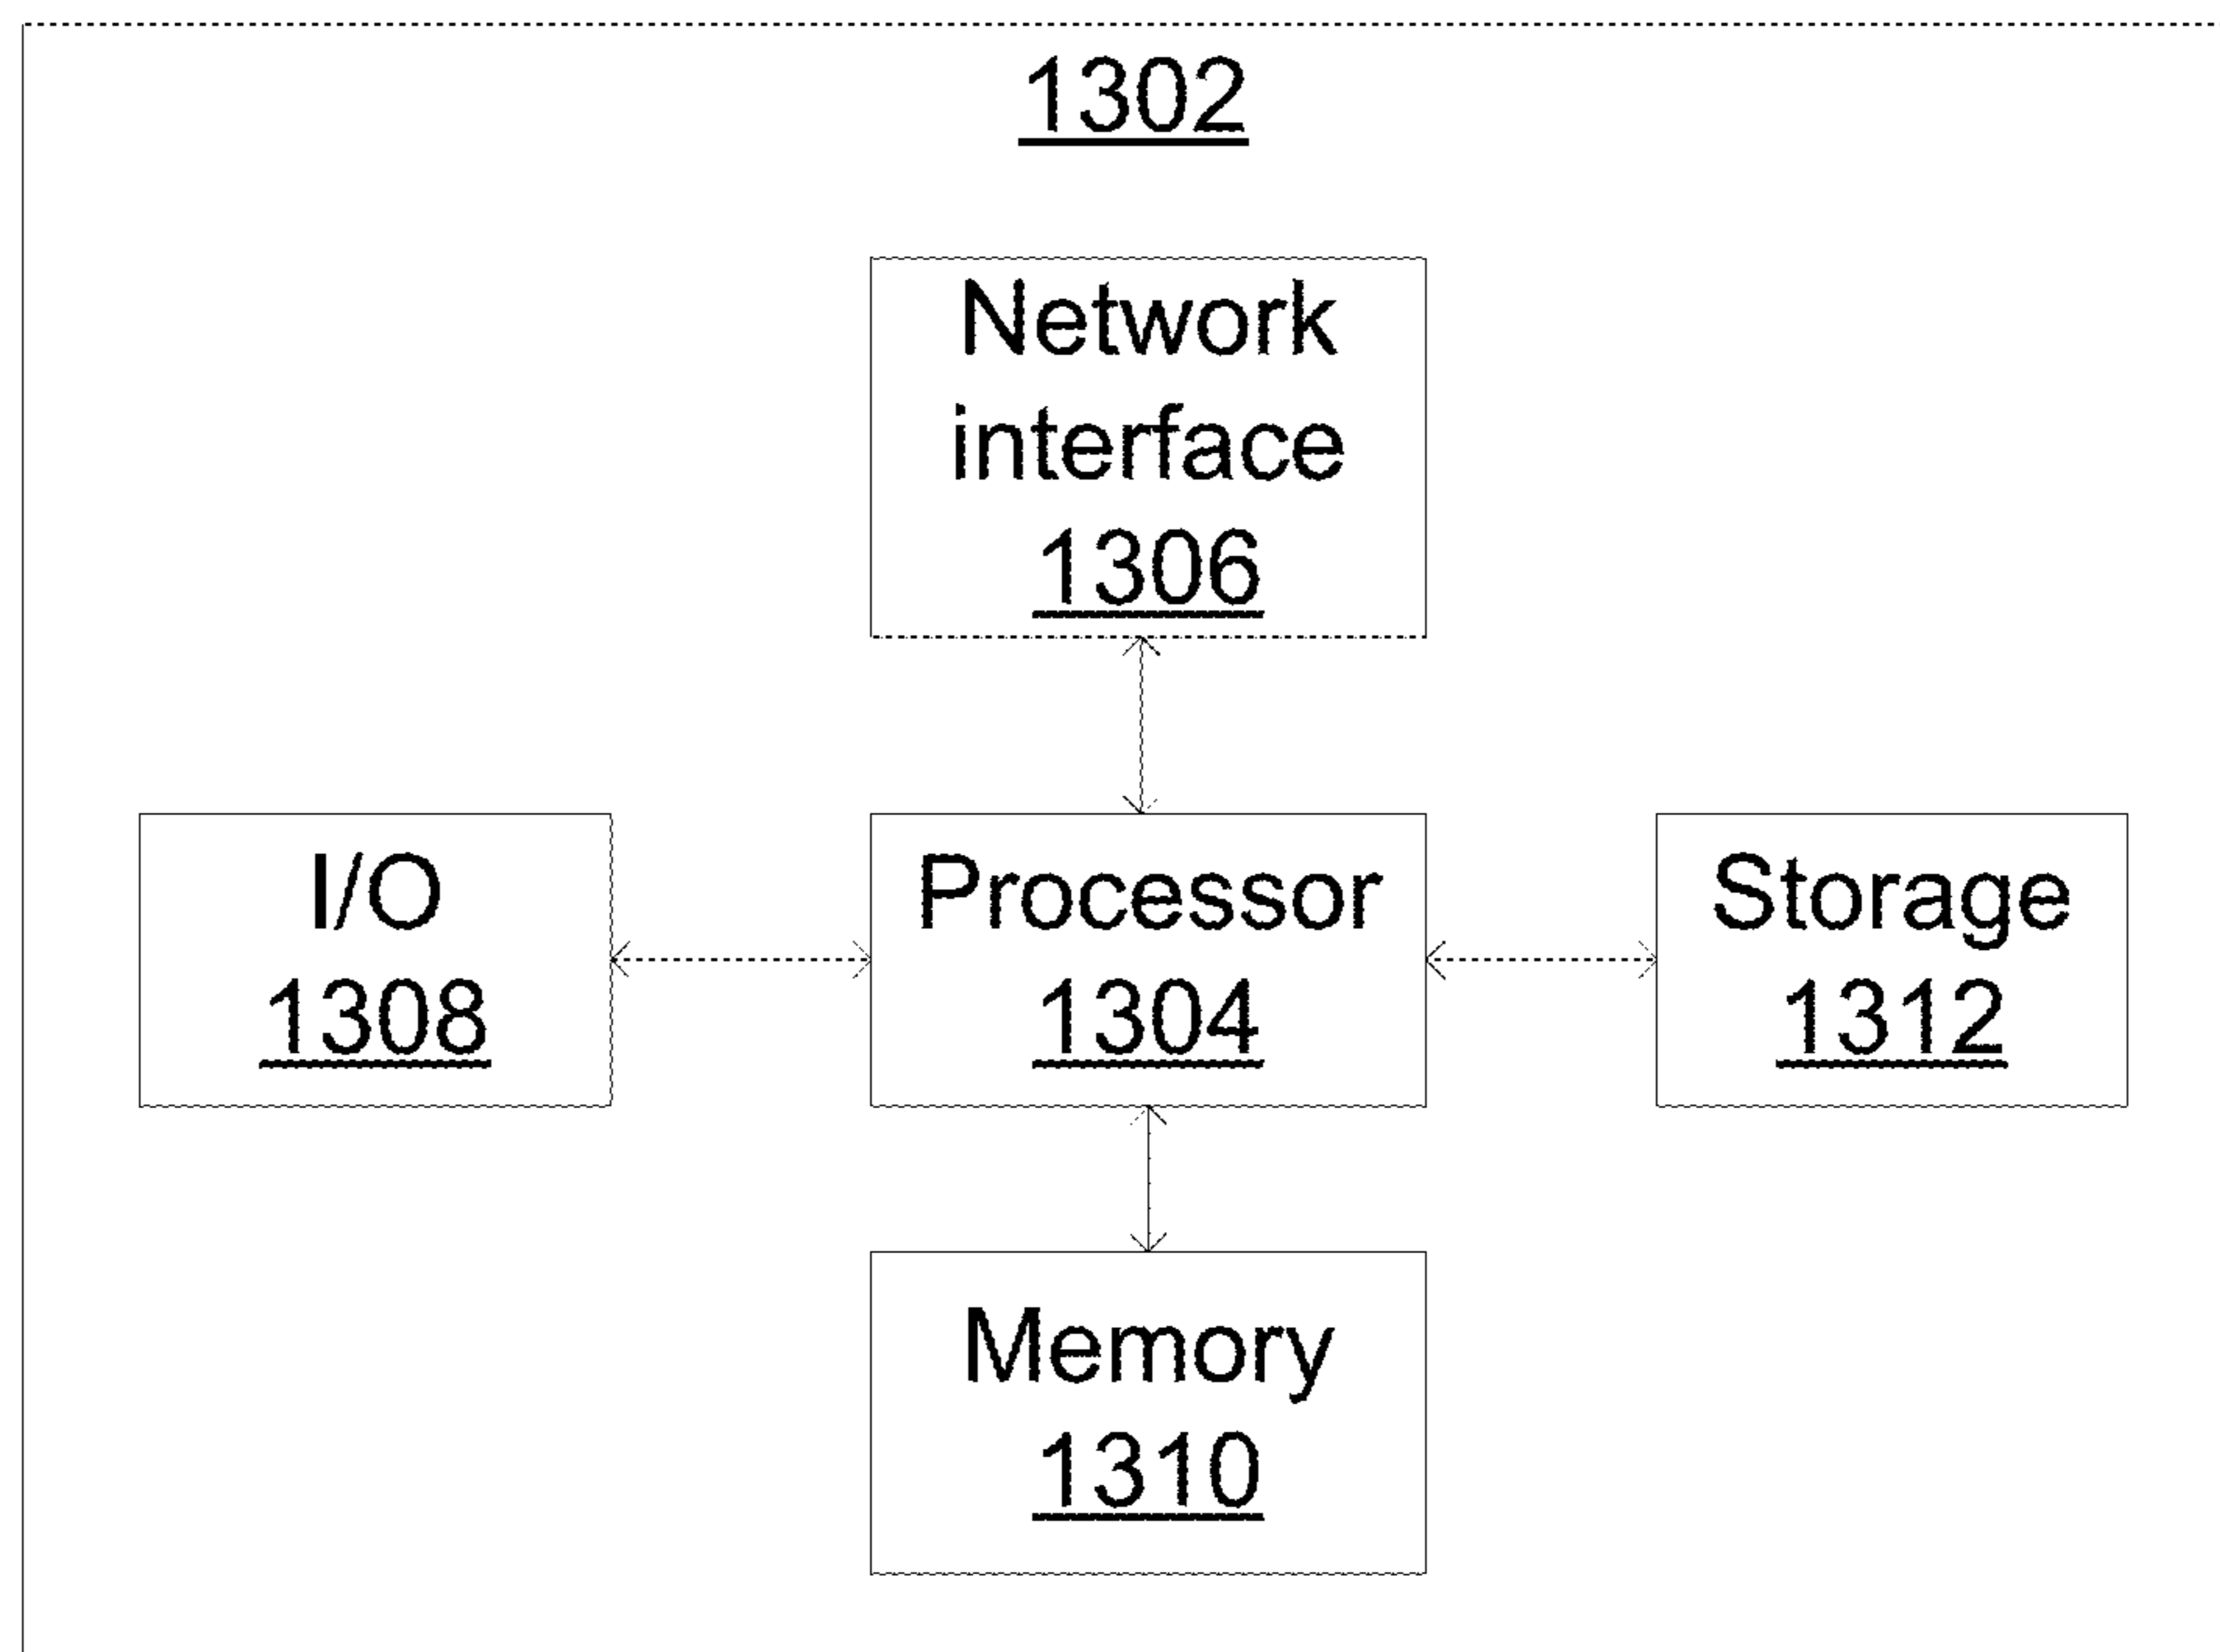 1302
Network
interface
1306
I/O
1308
Processor
1304
Storage
1312
Memory
1310